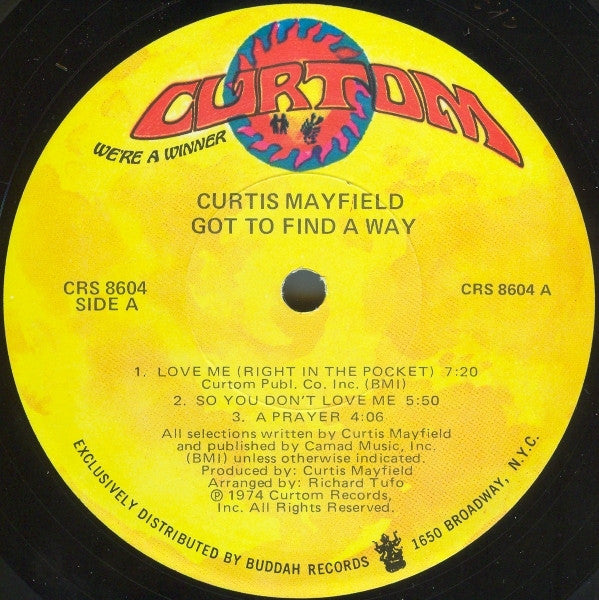 CURTOM
WE'RE A WINNER
CURTIS MAYFIELD
GOT TO FIND A WAY
CRS 8604
SIDE A
CRS 8604 A
1. LOVE ME (RIGHT IN THE POCKET) 7:20
Curtom Publ. Co. Inc. (BMI)
2. SO YOU DON'T LOVE ME 5:50
3. A PRAYER 4:06
All selections written by Curtis Mayfield
and published by Camad Music, Inc.
(BMI) unless otherwise indicated.
Produced by: Curtis Mayfield
Arranged by: Richard Tufo
℗ 1974 Curtom Records,
Inc. All Rights Reserved.
EXCLUSIVELY DISTRIBUTED BY BUDDAH RECORDS 1650 BROADWAY, N.Y.C.